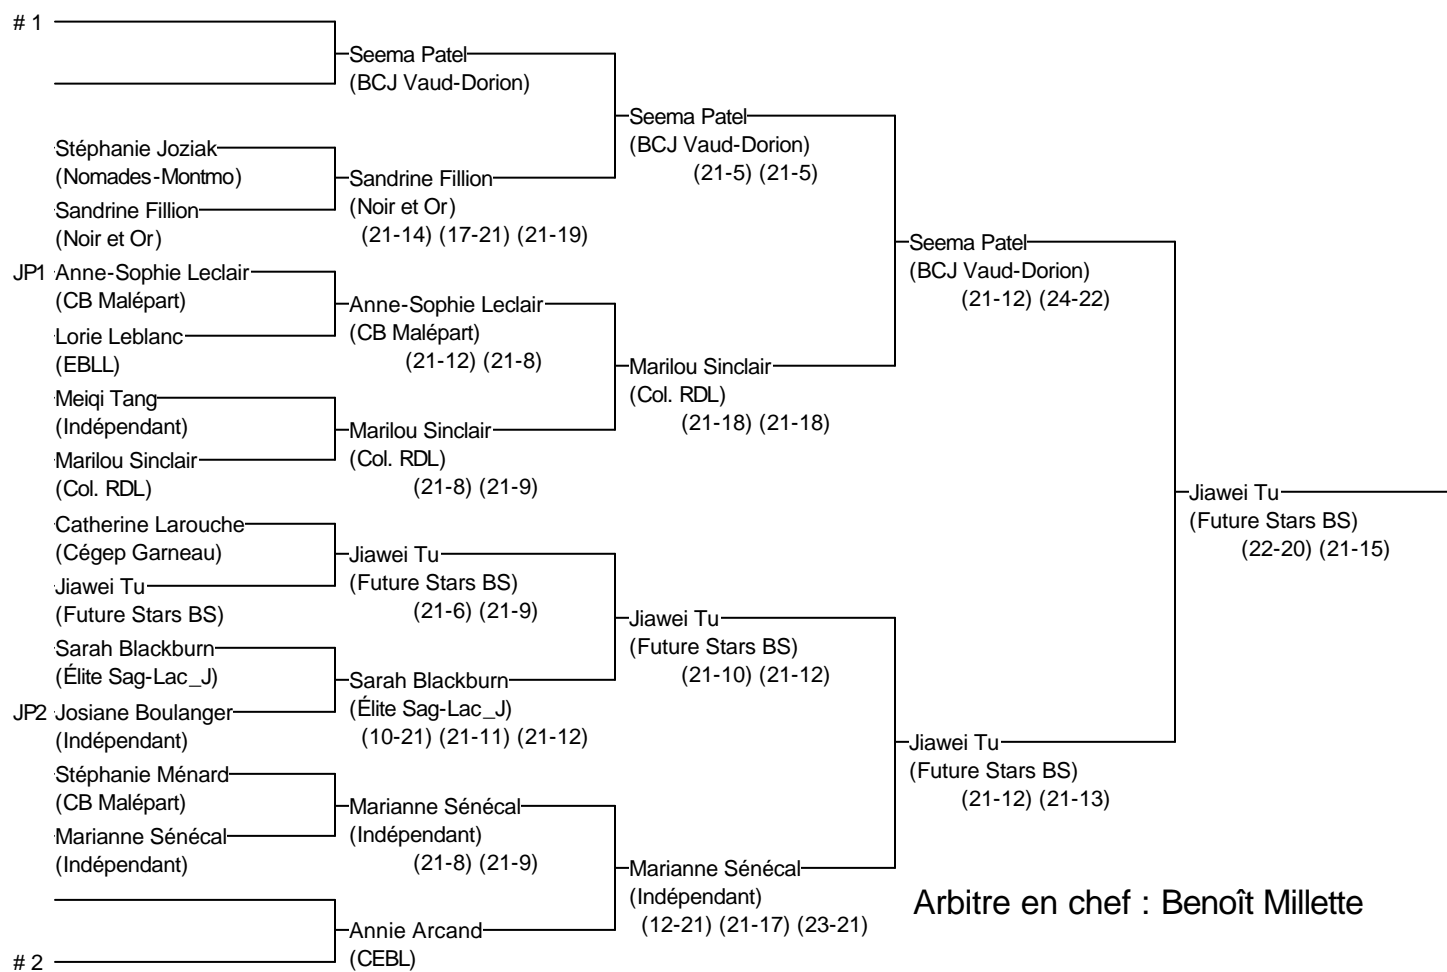 # 1
Seema Patel
(BCJ Vaud-Dorion)
Seema Patel
(BCJ Vaud-Dorion)
(21-5) (21-5)
Stéphanie Joziak
(Nomades-Montmo)
Sandrine Fillion
(Noir et Or)
(21-14) (17-21) (21-19)
Sandrine Fillion
(Noir et Or)
Seema Patel
(BCJ Vaud-Dorion)
(21-12) (24-22)
JP1 Anne-Sophie Leclair
(CB Malépart)
Anne-Sophie Leclair
(CB Malépart)
(21-12) (21-8)
Lorie Leblanc
(EBLL)
Marilou Sinclair
(Col. RDL)
(21-18) (21-18)
Meiqi Tang
(Indépendant)
Marilou Sinclair
(Col. RDL)
(21-8) (21-9)
Marilou Sinclair
(Col. RDL)
Jiawei Tu
(Future Stars BS)
(22-20) (21-15)
Catherine Larouche
(Cégep Garneau)
Jiawei Tu
(Future Stars BS)
(21-6) (21-9)
Jiawei Tu
(Future Stars BS)
Jiawei Tu
(Future Stars BS)
(21-10) (21-12)
Sarah Blackburn
(Élite Sag-Lac_J)
Sarah Blackburn
(Élite Sag-Lac_J)
(10-21) (21-11) (21-12)
JP2 Josiane Boulanger
(Indépendant)
Jiawei Tu
(Future Stars BS)
(21-12) (21-13)
Stéphanie Ménard
(CB Malépart)
Marianne Sénécal
(Indépendant)
(21-8) (21-9)
Marianne Sénécal
(Indépendant)
Marianne Sénécal
(Indépendant)
(12-21) (21-17) (23-21)
Arbitre en chef : Benoît Millette
Annie Arcand
(CEBL)
# 2